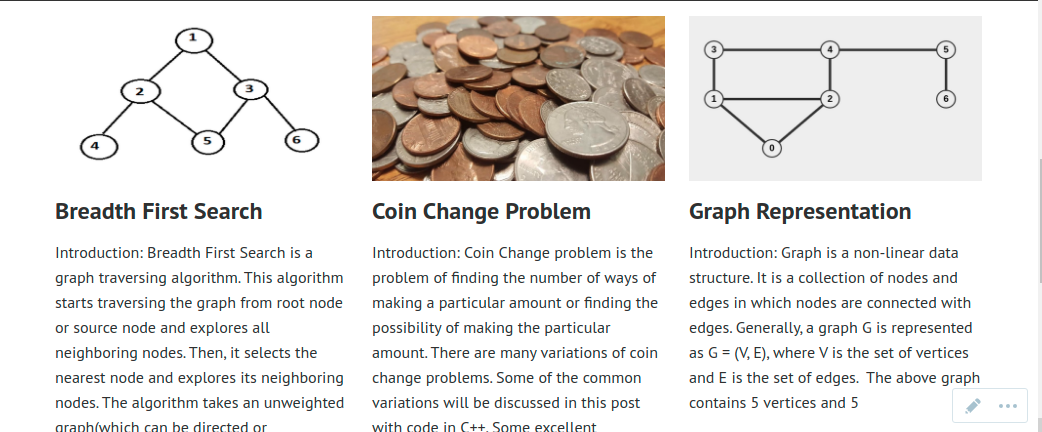 1
2
3
4
5
6
3
4
5
1
2
6
0
Breadth First Search
Introduction: Breadth First Search is a
graph traversing algorithm. This algorithm
starts traversing the graph from root node
or source node and explores all
neighboring nodes. Then, it selects the
nearest node and explores its neighboring
nodes. The algorithm takes an unweighted
graph(which can be directed or
Coin Change Problem
Introduction: Coin Change problem is the
problem of finding the number of ways of
making a particular amount or finding the
possibility of making the particular
amount. There are many variations of coin
change problems. Some of the common
variations will be discussed in this post
with code in C++. Some excellent
Graph Representation
Introduction: Graph is a non-linear data
structure. It is a collection of nodes and
edges in which nodes are connected with
edges. Generally, a graph G is represented
as G = (V, E), where V is the set of vertices
and E is the set of edges.  The above graph
contains 5 vertices and 5